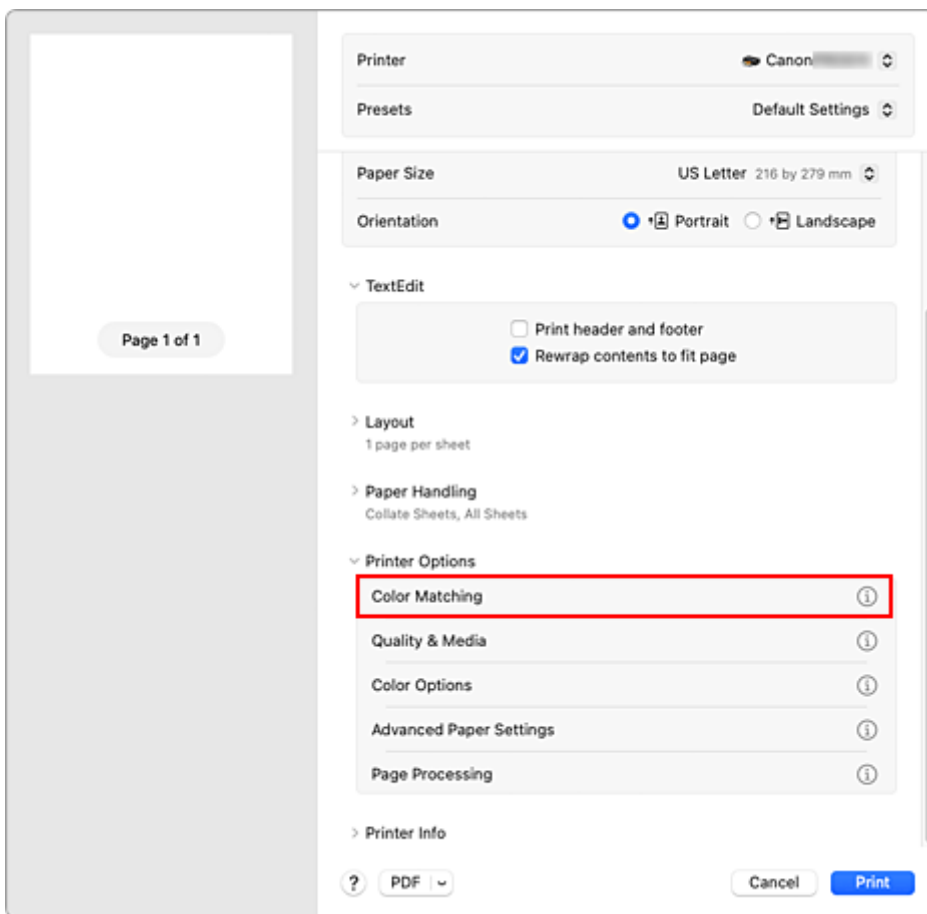 Printer Canon
Presets Default Settings
Paper Size US Letter 216 by 279 mm
Orientation Portrait Landscape
TextEdit
Print header and footer
Rewrap contents to fit page
Page 1 of 1
Layout
1 page per sheet
Paper Handling
Collate Sheets, All Sheets
Printer Options
Color Matching
Quality & Media
Color Options
Advanced Paper Settings
Page Processing
Printer Info
? PDF Cancel Print